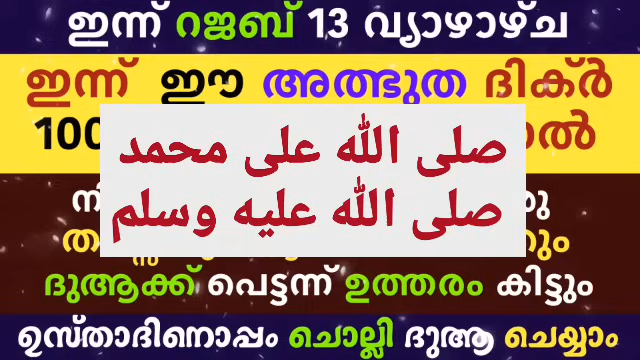 ഇന്ന് റജബ് 13 വ്യാഴാഴ്ച
ഇന്ന് ഈ അത്ഭുത ദിക്ർ
100
صلى الله على محمد
صلى الله عليه وسلم
ദുആക്ക് പെട്ടന്ന് ഉത്തരം കിട്ടും
ഉസ്താദിനൊപ്പം ചൊല്ലി ദുആ ചെയ്യാം